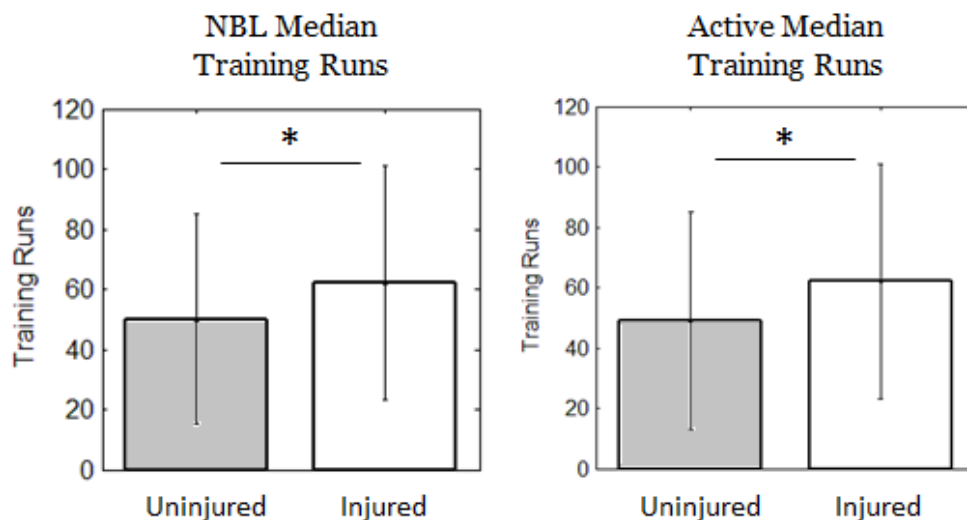 NBL Median
Training Runs
120
100
80
60
40
20
0
Training Runs
*
Uninjured
Injured
Active Median
Training Runs
120
100
80
60
40
20
0
Training Runs
*
Uninjured
Injured